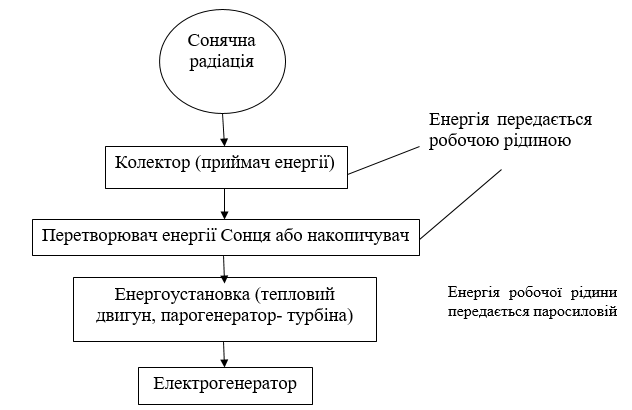 Сонячна
радіація
Енергія передається
робочою рідиною
Колектор (приймач енергії)
Перетворювач енергії Сонця або накопичувач
Енергоустановка (тепловий
двигун, парогенератор- турбіна)
Енергія робочої рідини
передається паросиловій
Електрогенератор